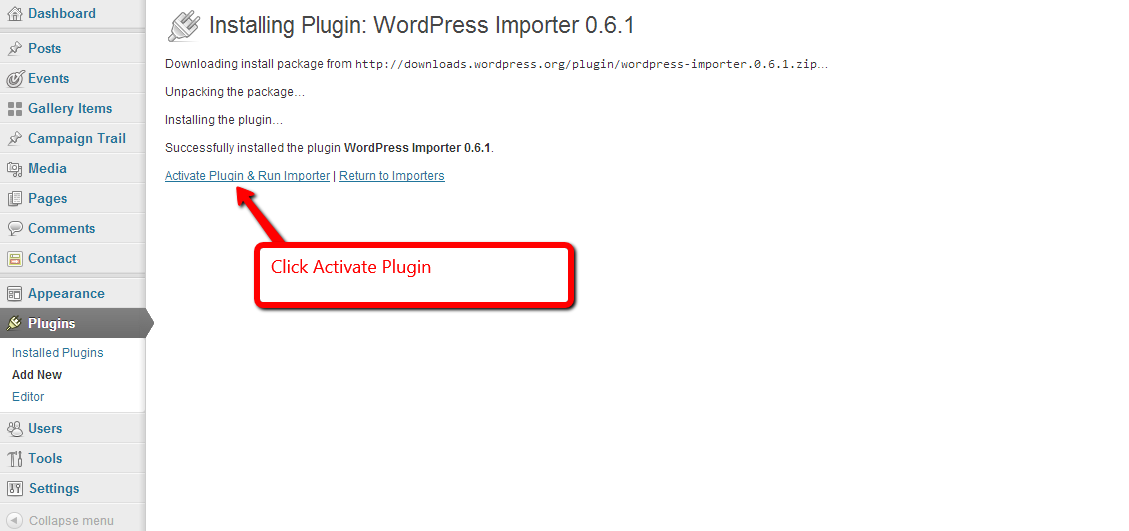 Dashboard
Posts
Events
Gallery Items
Campaign Trail
Media
Pages
Comments
Contact
Appearance
Plugins
Installed Plugins
Add New
Editor
Users
Tools
Settings
Collapse menu
Installing Plugin: WordPress Importer 0.6.1
Downloading install package from http://downloads.wordpress.org/plugin/wordpress-importer.0.6.1.zip…
Unpacking the package…
Installing the plugin…
Successfully installed the plugin WordPress Importer 0.6.1.
Activate Plugin & Run Importer | Return to Importers
Click Activate Plugin